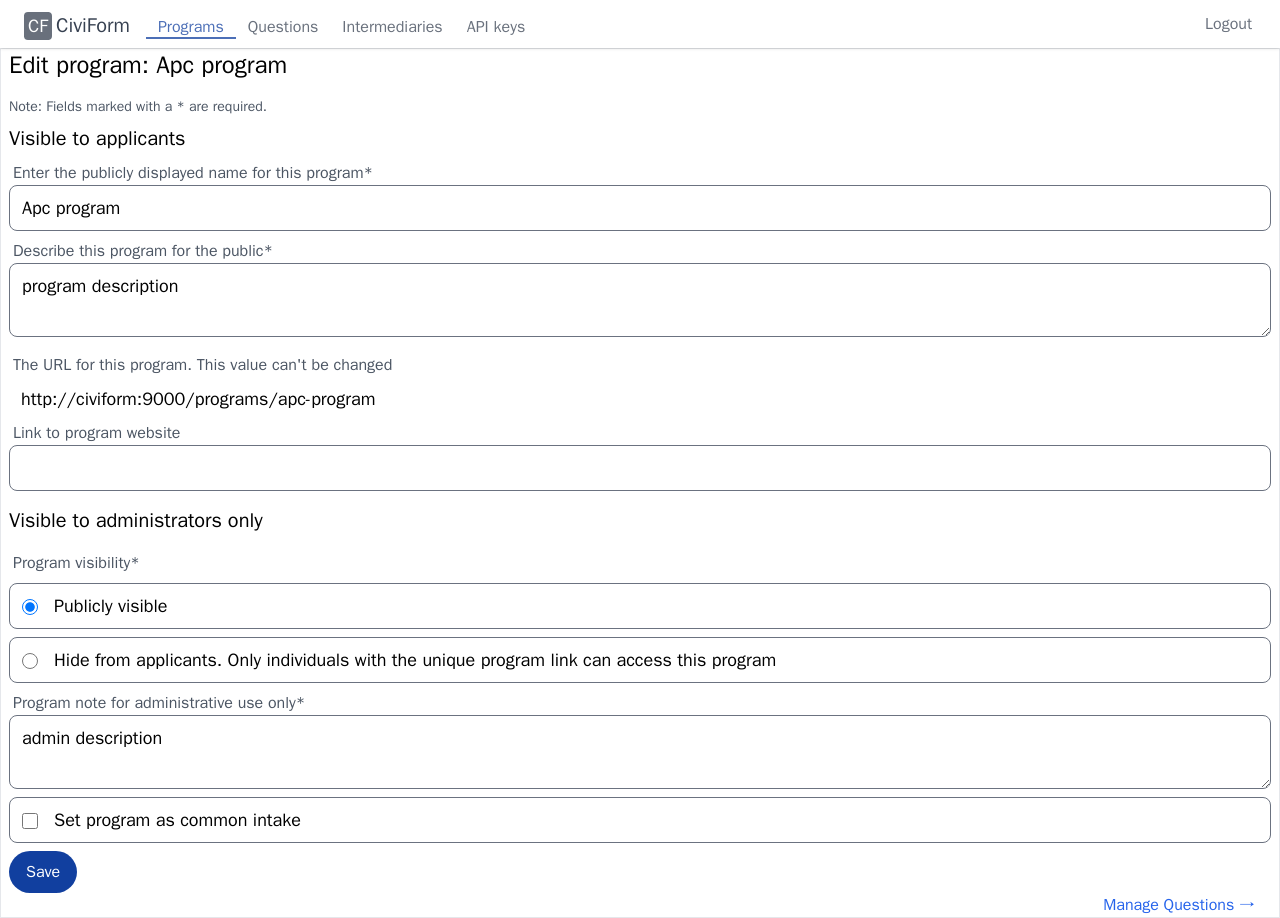 CF CiviForm Programs Questions Intermediaries API keys Logout
Edit program: Apc program
Note: Fields marked with a * are required.
Visible to applicants
Enter the publicly displayed name for this program*
Apc program
Describe this program for the public*
program description
The URL for this program. This value can't be changed
http://civiform:9000/programs/apc-program
Link to program website
Visible to administrators only
Program visibility*
Publicly visible
Hide from applicants. Only individuals with the unique program link can access this program
Program note for administrative use only*
admin description
Set program as common intake
Save
Manage Questions →